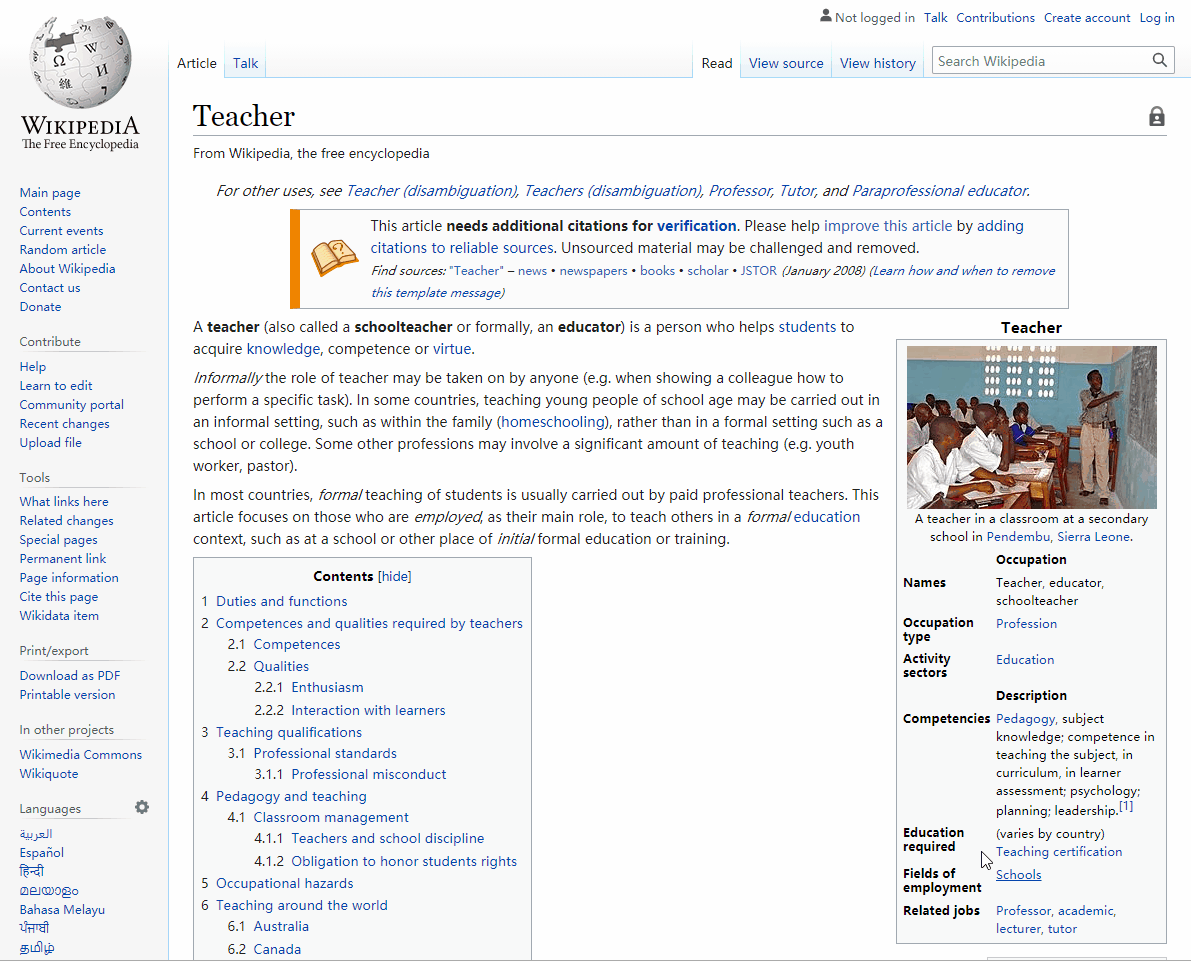 Not logged in Talk Contributions Create account Log in
Article Talk Read View source View history Search Wikipedia
WIKIPEDIA
The Free Encyclopedia
Main page
Contents
Current events
Random article
About Wikipedia
Contact us
Donate
Contribute
Help
Learn to edit
Community portal
Recent changes
Upload file
Tools
What links here
Related changes
Special pages
Permanent link
Page information
Cite this page
Wikidata item
Print/export
Download as PDF
Printable version
In other projects
Wikimedia Commons
Wikiquote
Languages
العربية
Español
हिन्दी
മലയാളം
Bahasa Melayu
ਪੰਜਾਬੀ
தமிழ்
Teacher
From Wikipedia, the free encyclopedia
For other uses, see Teacher (disambiguation), Teachers (disambiguation), Professor, Tutor, and Paraprofessional educator.
This article needs additional citations for verification. Please help improve this article by adding
citations to reliable sources. Unsourced material may be challenged and removed.
Find sources: "Teacher" – news • newspapers • books • scholar • JSTOR (January 2008) (Learn how and when to remove
this template message)
A teacher (also called a schoolteacher or formally, an educator) is a person who helps students to
acquire knowledge, competence or virtue.
Informally the role of teacher may be taken on by anyone (e.g. when showing a colleague how to
perform a specific task). In some countries, teaching young people of school age may be carried out in
an informal setting, such as within the family (homeschooling), rather than in a formal setting such as a
school or college. Some other professions may involve a significant amount of teaching (e.g. youth
worker, pastor).
In most countries, formal teaching of students is usually carried out by paid professional teachers. This
article focuses on those who are employed, as their main role, to teach others in a formal education
context, such as at a school or other place of initial formal education or training.
Contents [hide]
1 Duties and functions
2 Competences and qualities required by teachers
2.1 Competences
2.2 Qualities
2.2.1 Enthusiasm
2.2.2 Interaction with learners
3 Teaching qualifications
3.1 Professional standards
3.1.1 Professional misconduct
4 Pedagogy and teaching
4.1 Classroom management
4.1.1 Teachers and school discipline
4.1.2 Obligation to honor students rights
5 Occupational hazards
6 Teaching around the world
6.1 Australia
6.2 Canada
Teacher
A teacher in a classroom at a secondary
school in Pendembu, Sierra Leone.
Occupation
Names Teacher, educator,
schoolteacher
Occupation Profession
type
Activity Education
sectors
Description
Competencies Pedagogy, subject
knowledge; competence in
teaching the subject, in
curriculum, in learner
assessment; psychology;
planning; leadership.[1]
Education (varies by country)
required Teaching certification
Fields of Schools
employment
Related jobs Professor, academic,
lecturer, tutor